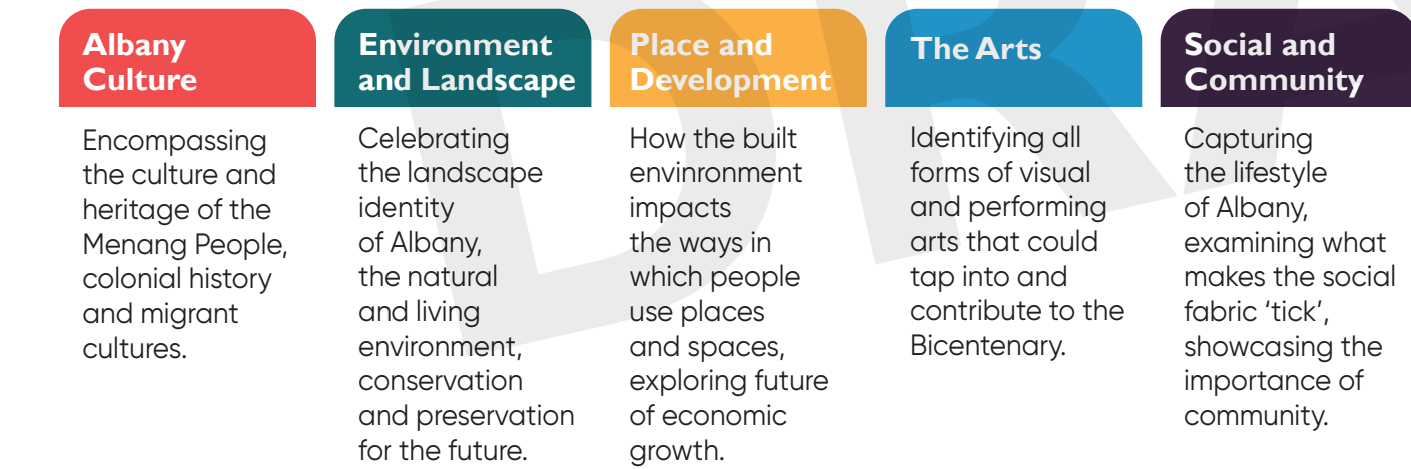 Albany
Culture
Encompassing
the culture and
heritage of the
Menang People,
colonial history
and migrant
cultures.
Environment
and Landscape
Celebrating
the landscape
identity
of Albany,
the natural
and living
environment,
conservation
and preservation
for the future.
Place and
Development
How the built
envinronment
impacts
the ways in
which people
use places
and spaces,
exploring future
of economic
growth.
The Arts
Identifying all
forms of visual
and performing
arts that could
tap into and
contribute to the
Bicentenary.
Social and
Community
Capturing
the lifestyle
of Albany,
examining what
makes the social
fabric ‘tick’,
showcasing the
importance of
community.